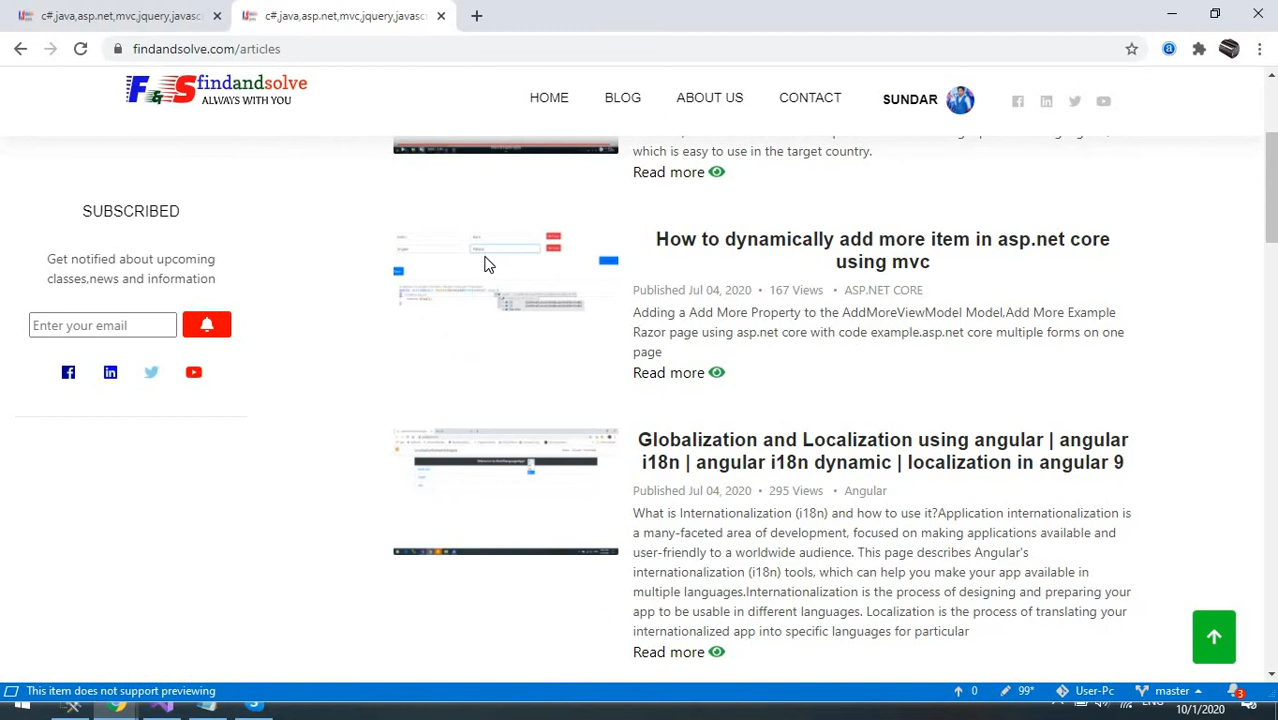 c#,java,asp.net,mvc,jquery,javasc
c#,java,asp.net,mvc,jquery,javasc
findandsolve.com/articles
findandsolve
ALWAYS WITH YOU
HOME BLOG ABOUT US CONTACT SUNDAR
which is easy to use in the target country.
Read more
SUBSCRIBED
Get notified about upcoming
classes,news and information
Enter your email
How to dynamically add more item in asp.net core
using mvc
Published Jul 04, 2020 • 167 Views • ASP.NET CORE
Adding a Add More Property to the AddMoreViewModel Model,Add More Example
Razor page using asp.net core with code example.asp.net core multiple forms on one
page
Read more
Globalization and Localization using angular | angular
i18n | angular i18n dynamic | localization in angular 9
Published Jul 04, 2020 • 295 Views • Angular
What is Internationalization (i18n) and how to use it?Application internationalization is
a many-faceted area of development, focused on making applications available and
user-friendly to a worldwide audience. This page describes Angular's
internationalization (i18n) tools, which can help you make your app available in
multiple languages.Internationalization is the process of designing and preparing your
app to be usable in different languages. Localization is the process of translating your
internationalized app into specific languages for particular
Read more
This item does not support previewing
0 99* User-Pc master 3
10/1/2020